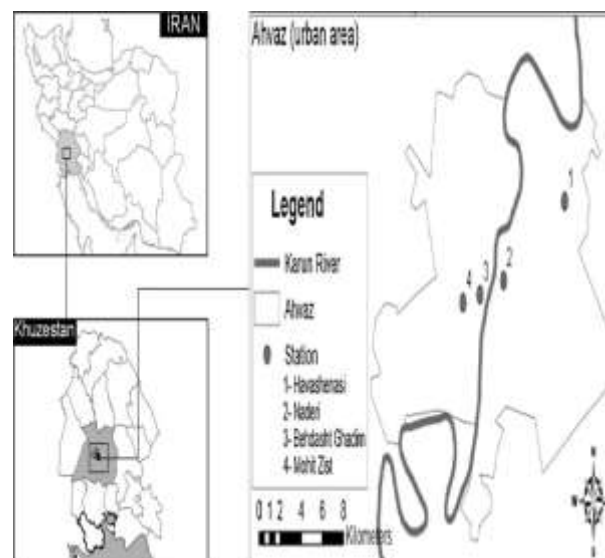 IRAN
Khuzestan
Ahwaz (urban area)
Legend
Karun River
Ahwaz
Station
1- Havashenasi
2- Naderi
3- Behdasht Ghadim
4- Mohit Zist
0 1 2 4 6 8
Kilometers
1
2
3
4
N